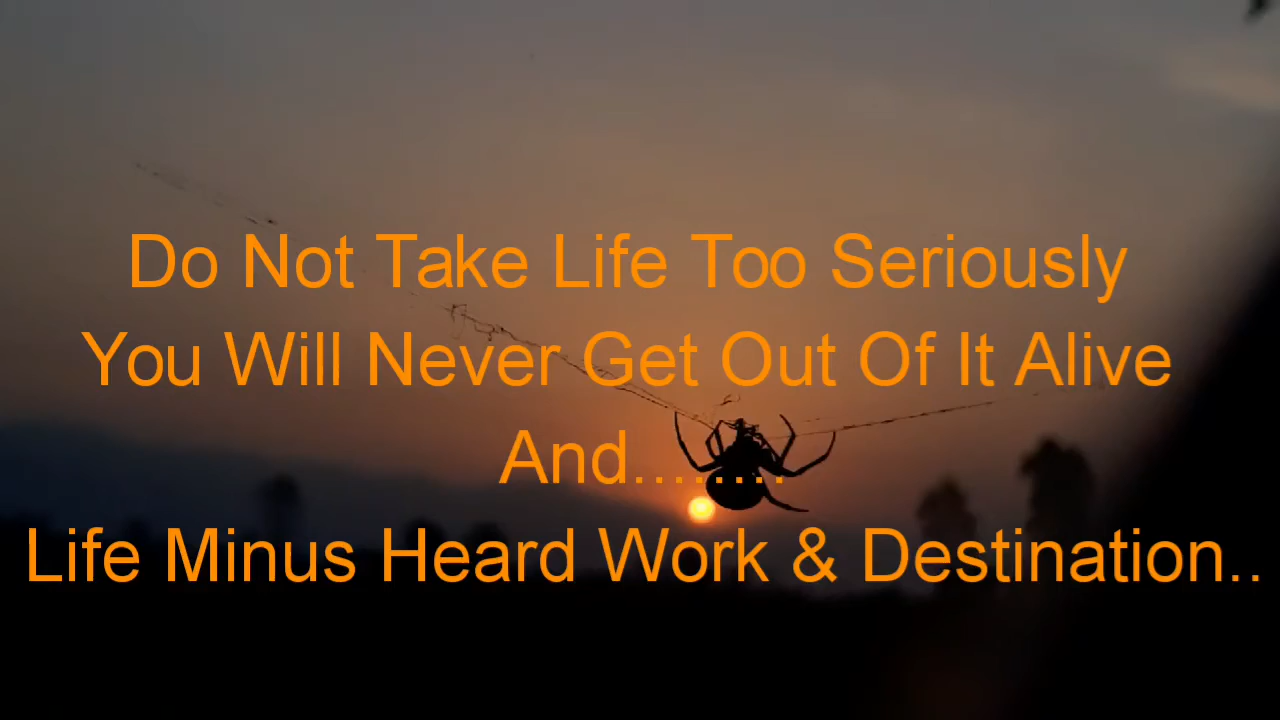 Do Not Take Life Too Seriously
You Will Never Get Out Of It Alive
And........
Life Minus Heard Work & Destination..